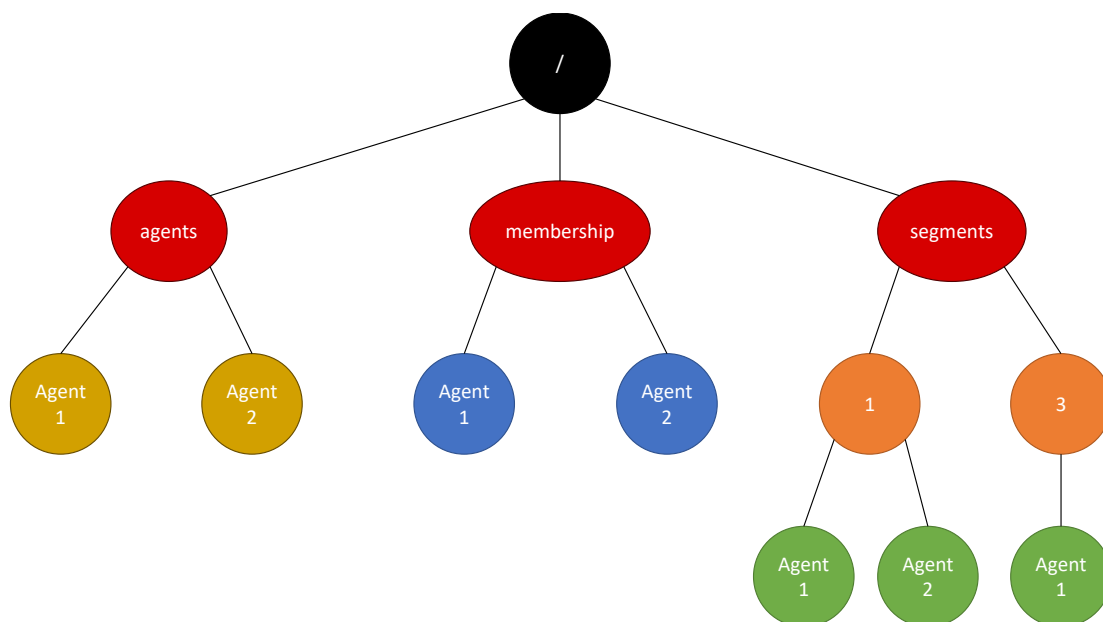 /
agents
membership
segments
Agent
1
Agent
2
Agent
1
Agent
2
1
3
Agent
1
Agent
2
Agent
1